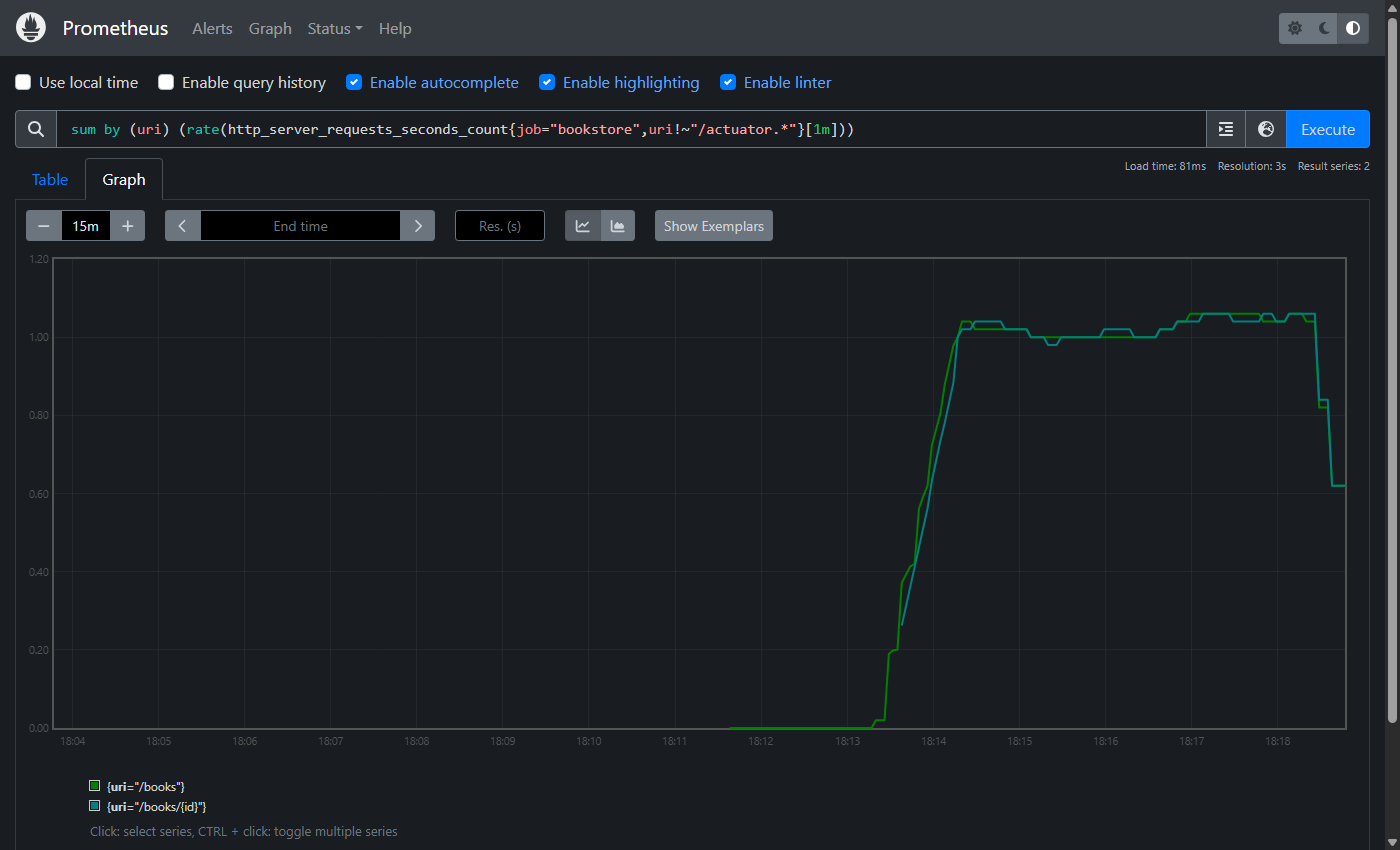 Prometheus Alerts Graph Status Help
Use local time Enable query history Enable autocomplete Enable highlighting Enable linter
sum by (uri) (rate(http_server_requests_seconds_count{job="bookstore",uri!~"/actuator.*"}[1m])) Execute
Load time: 81ms Resolution: 3s Result series: 2
Table Graph
− 15m + End time Res. (s) Show Exemplars
1.20
1.00
0.80
0.60
0.40
0.20
0.00
18:04 18:05 18:06 18:07 18:08 18:09 18:10 18:11 18:12 18:13 18:14 18:15 18:16 18:17 18:18
{uri="/books"}
{uri="/books/{id}"}
Click: select series, CTRL + click: toggle multiple series